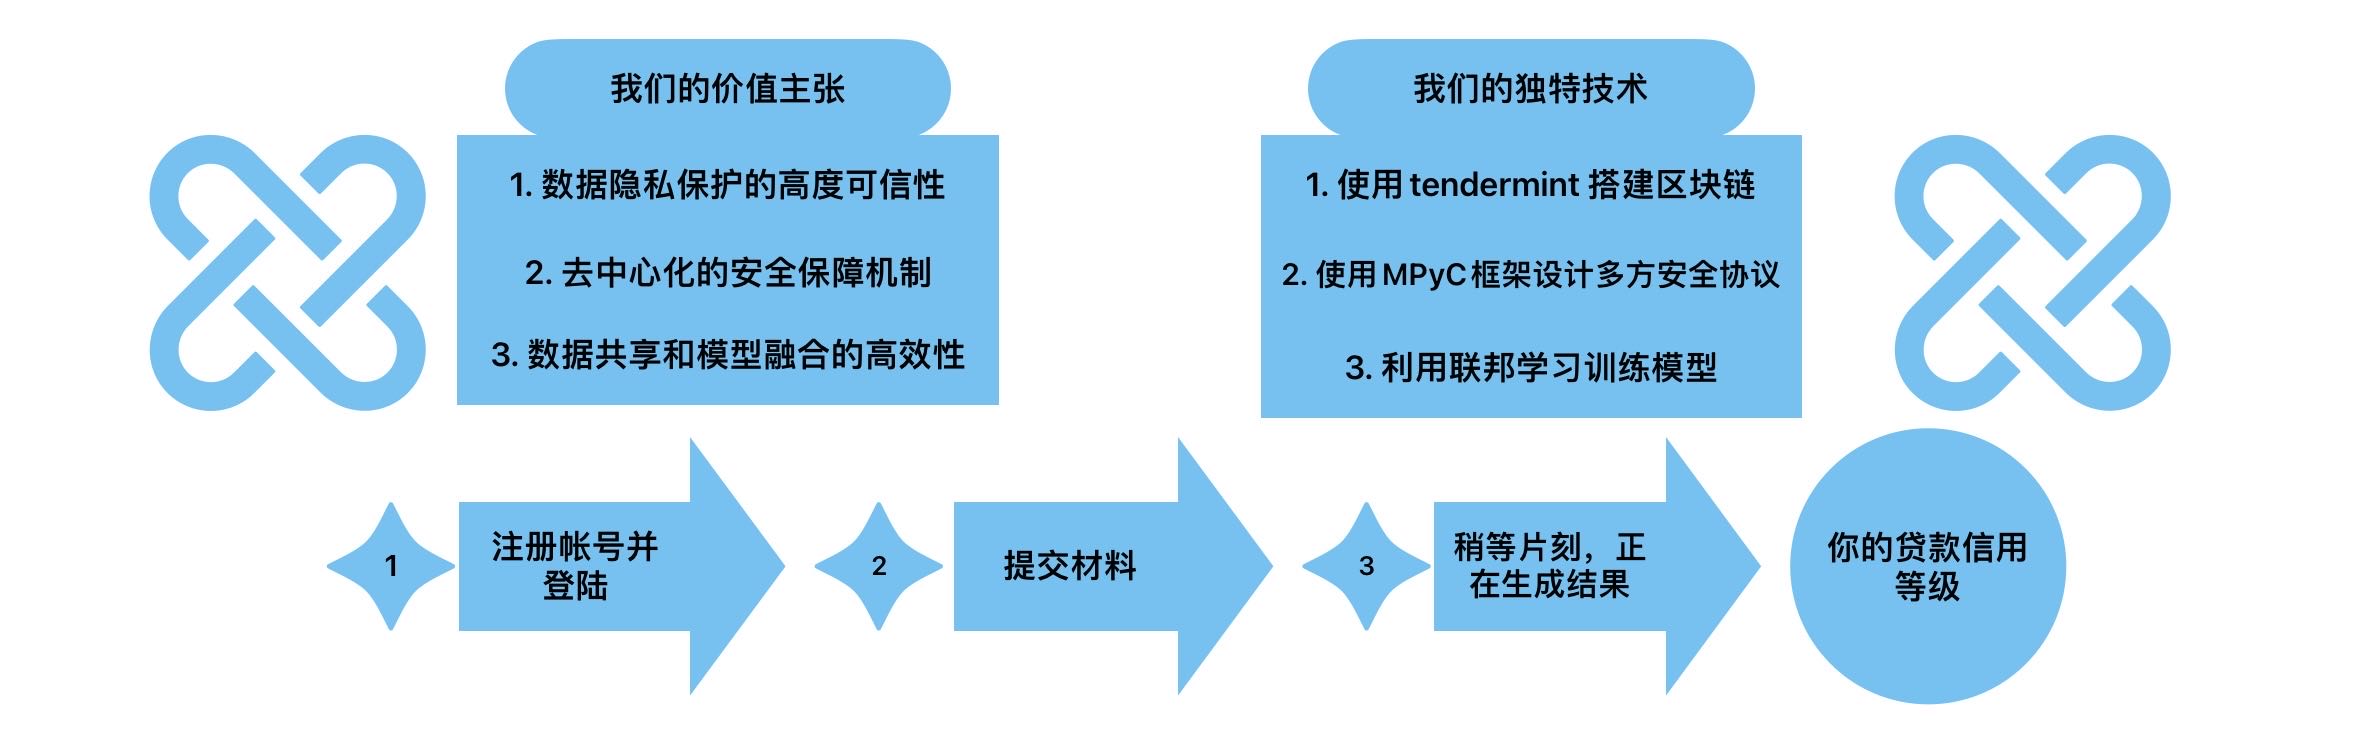 我们的价值主张
1. 数据隐私保护的高度可信性
2. 去中心化的安全保障机制
3. 数据共享和模型融合的高效性
我们的独特技术
1. 使用 tendermint 搭建区块链
2. 使用 MPyC 框架设计多方安全协议
3. 利用联邦学习训练模型
1
注册帐号并
登陆
2
提交材料
3
稍等片刻，正
在生成结果
你的贷款信用
等级